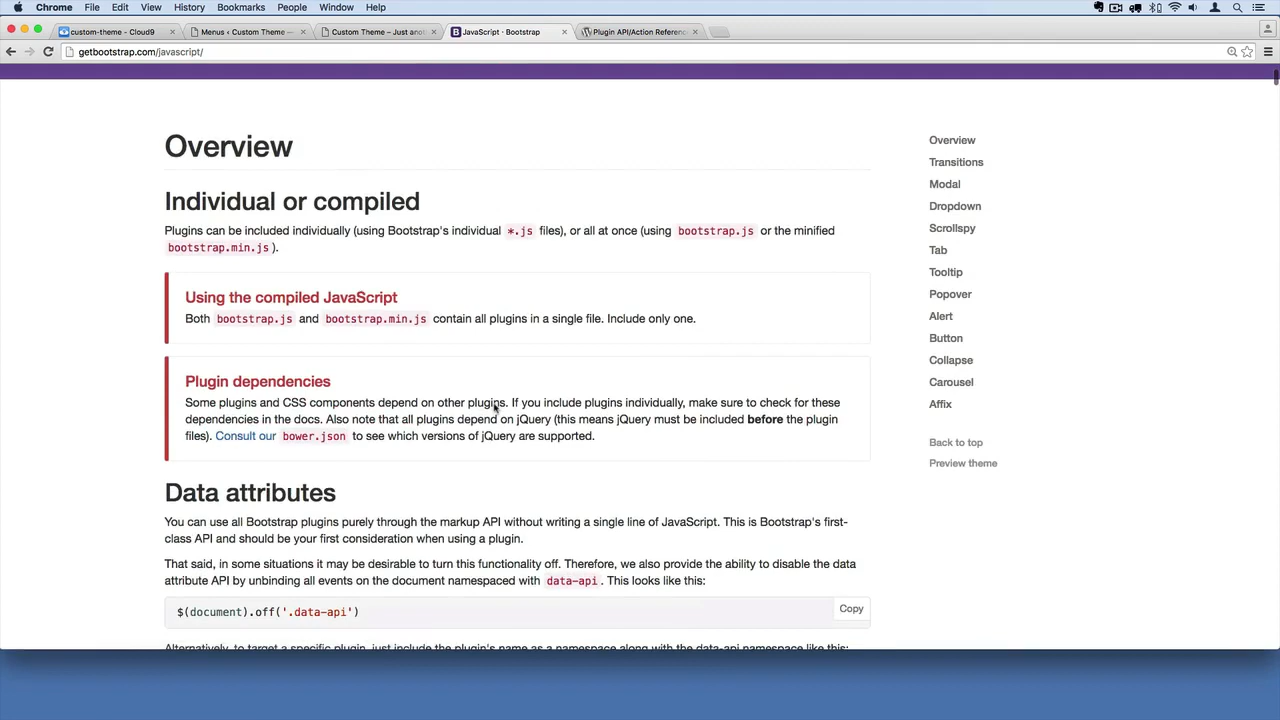 Chrome File Edit View History Bookmarks People Window Help
custom-theme - Cloud9
Menus ‹ Custom Theme —
Custom Theme – Just ano
JavaScript · Bootstrap
Plugin API/Action Referenc
getbootstrap.com/javascript/
Overview
Individual or compiled
Plugins can be included individually (using Bootstrap's individual *.js files), or all at once (using bootstrap.js or the minified
bootstrap.min.js ).
Using the compiled JavaScript
Both bootstrap.js and bootstrap.min.js contain all plugins in a single file. Include only one.
Plugin dependencies
Some plugins and CSS components depend on other plugins. If you include plugins individually, make sure to check for these
dependencies in the docs. Also note that all plugins depend on jQuery (this means jQuery must be included before the plugin
files). Consult our bower.json to see which versions of jQuery are supported.
Data attributes
You can use all Bootstrap plugins purely through the markup API without writing a single line of JavaScript. This is Bootstrap's first-
class API and should be your first consideration when using a plugin.
That said, in some situations it may be desirable to turn this functionality off. Therefore, we also provide the ability to disable the data
attribute API by unbinding all events on the document namespaced with data-api . This looks like this:
$(document).off('.data-api')
Copy
Alternatively, to target a specific plugin, just include the plugin's name as a namespace along with the data-api namespace like this:
Overview
Transitions
Modal
Dropdown
Scrollspy
Tab
Tooltip
Popover
Alert
Button
Collapse
Carousel
Affix
Back to top
Preview theme